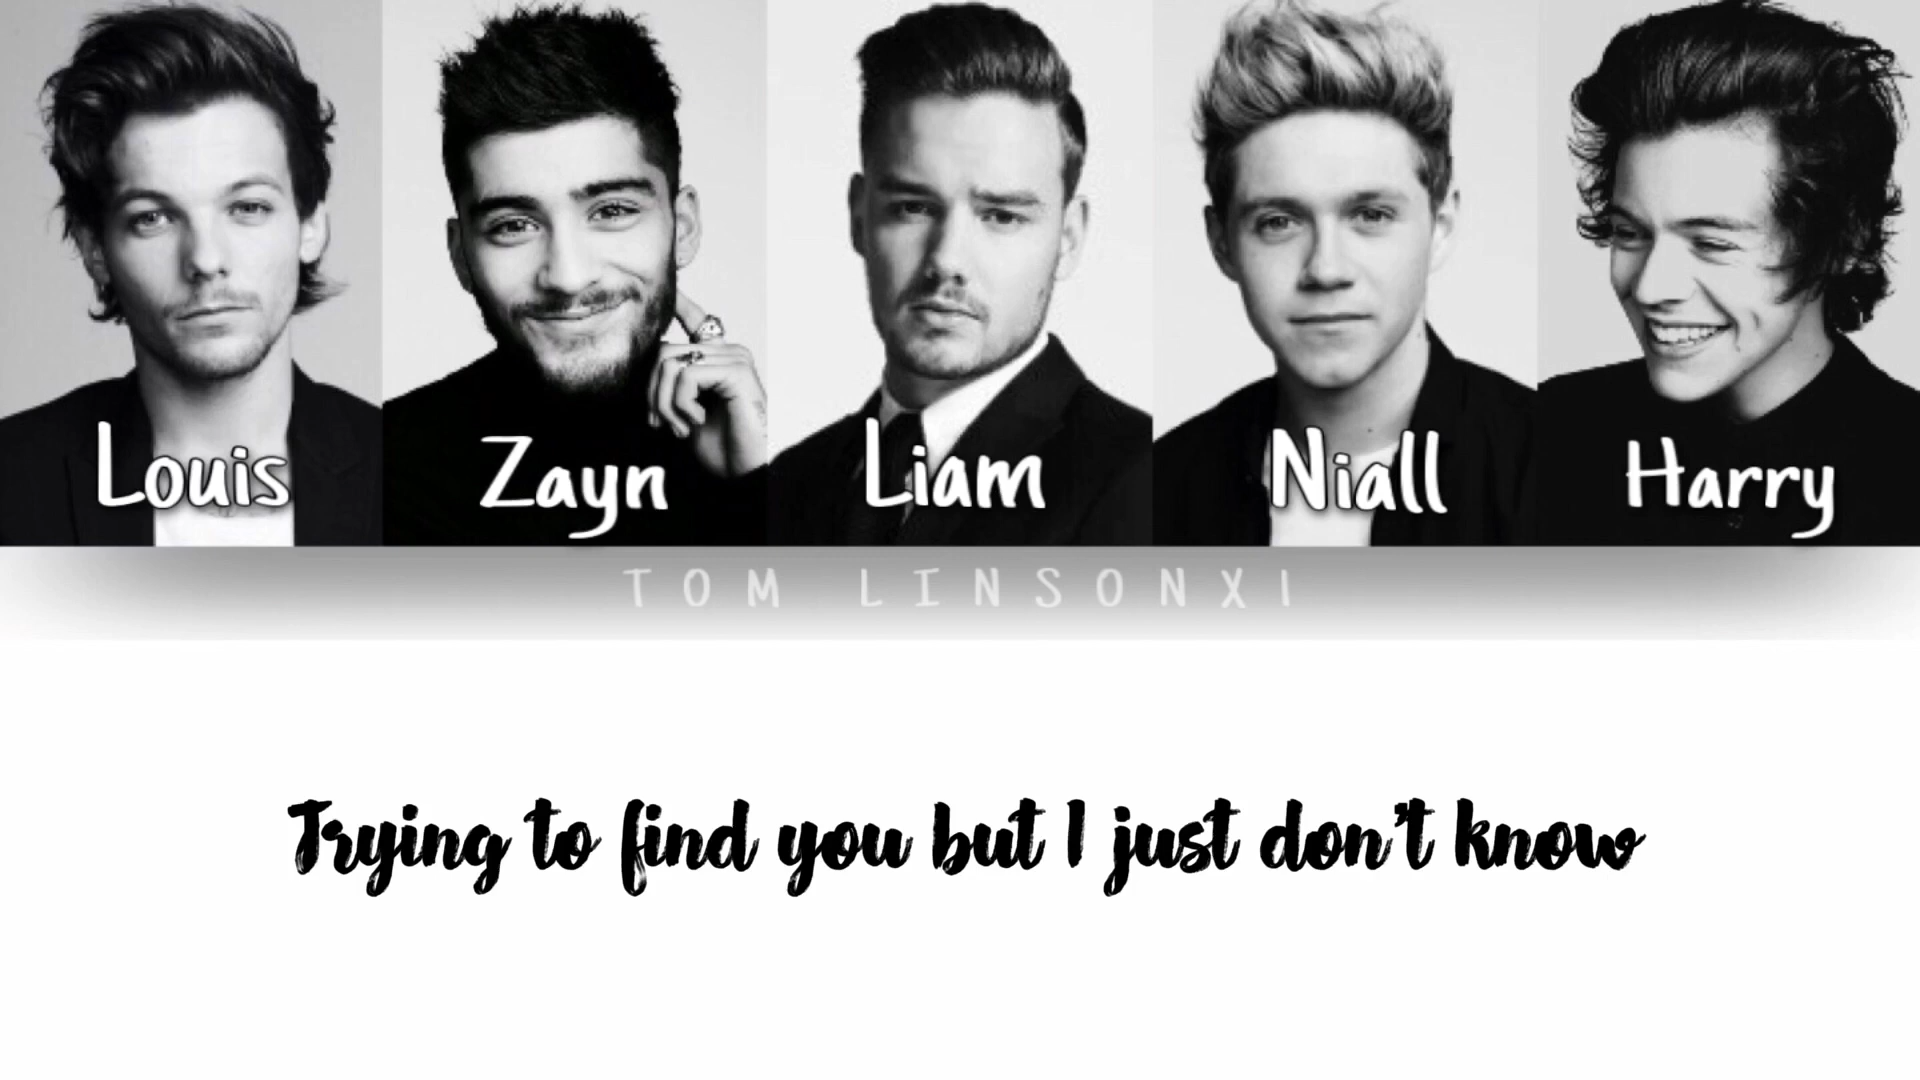 Louis Zayn Liam Niall Harry
TOM LINSONXI
Trying to find you but I just don't know